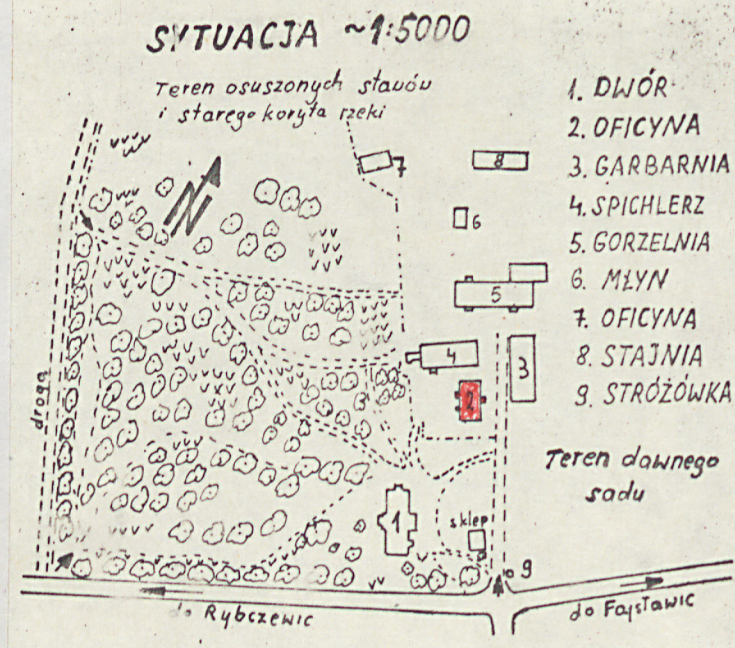 SYTUACJA ~1:5000
Teren osuszonych stawów
i starego koryta rzeki
1. DWÓR
2. OFICYNA
3. GARBARNIA
4. SPICHLERZ
5. GORZELNIA
6. MŁYN
7. OFICYNA
8. STAJNIA
9. STRÓŻÓWKA
N
7
8
6
5
4
3
2
droga
Teren dawnego
sadu
1
sklep
9
do Rybczewic
do Fajsławic